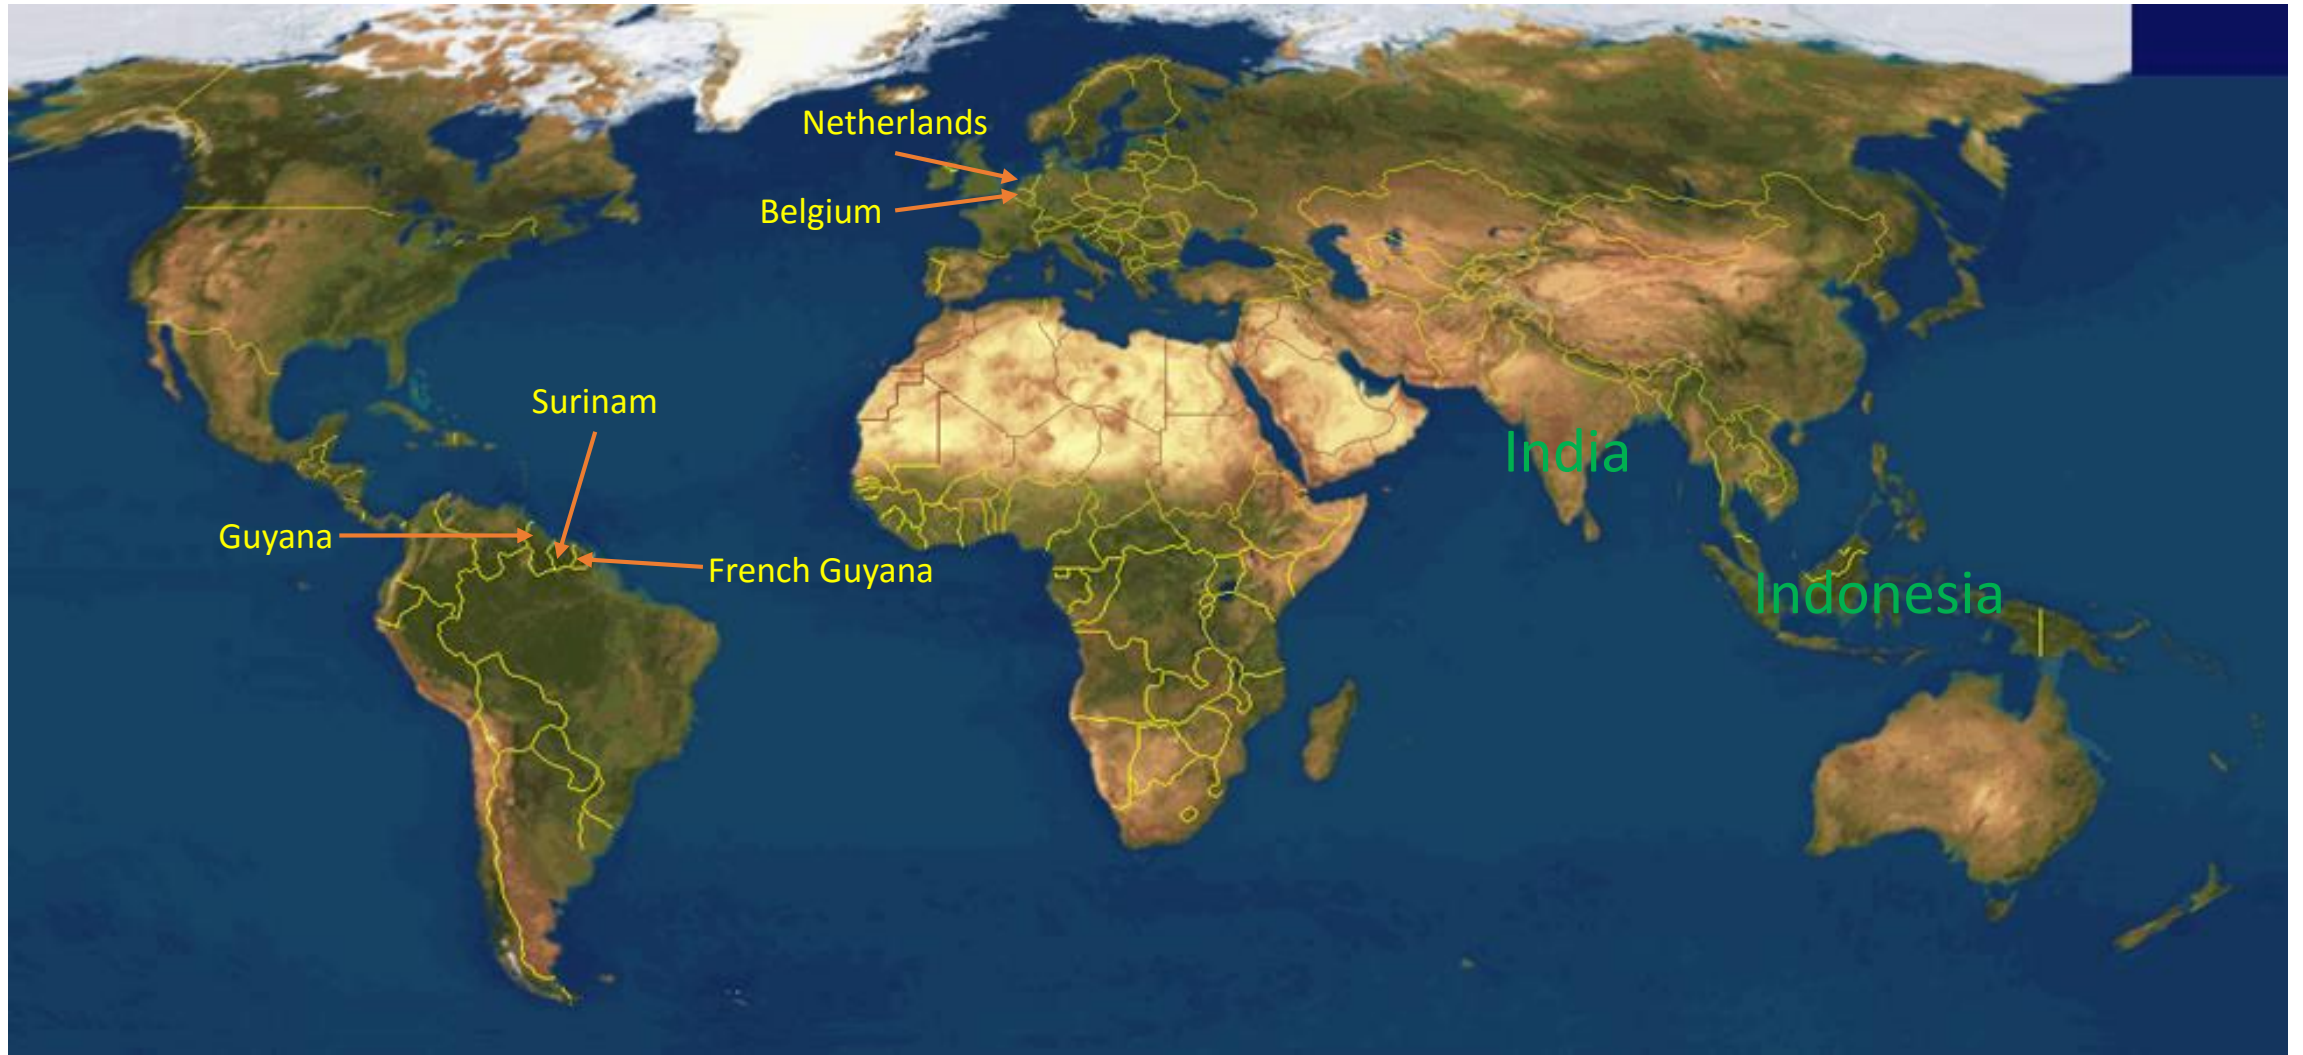 Netherlands
Belgium
Surinam
India
Guyana
French Guyana
Indonesia